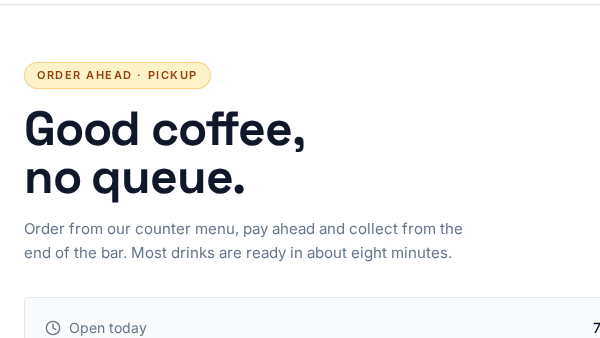 ORDER AHEAD · PICKUP
Good coffee,
no queue.
Order from our counter menu, pay ahead and collect from the
end of the bar. Most drinks are ready in about eight minutes.
Open today